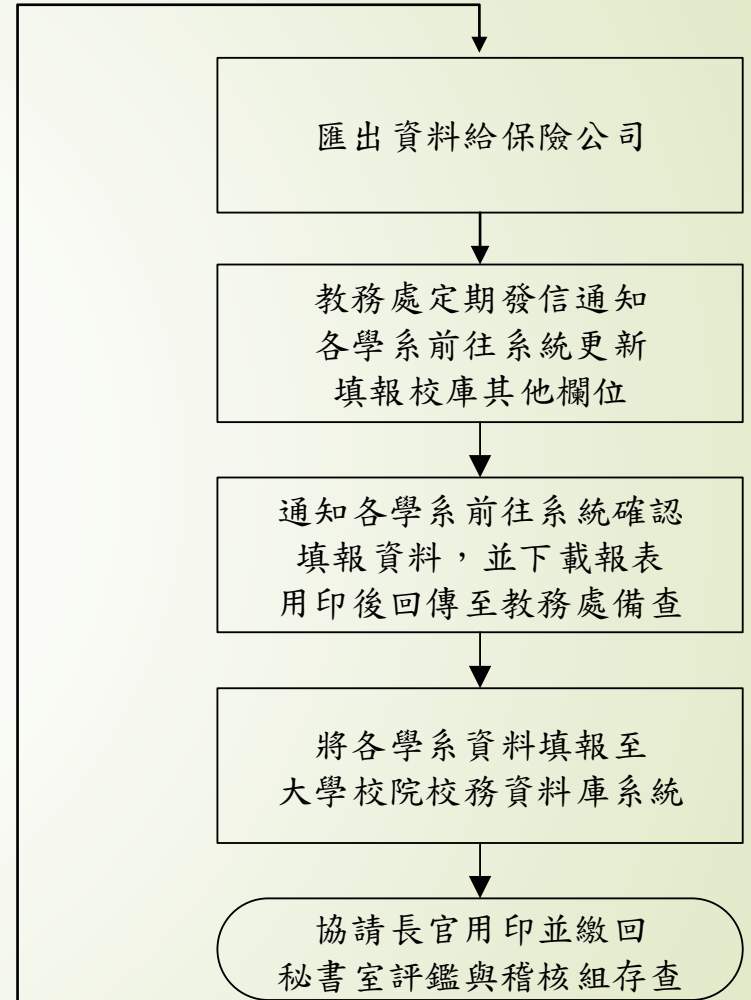 匯出資料給保險公司
教務處定期發信通知
各學系前往系統更新
填報校庫其他欄位
通知各學系前往系統確認
填報資料，並下載報表
用印後回傳至教務處備查
將各學系資料填報至
大學校院校務資料庫系統
協請長官用印並繳回
秘書室評鑑與稽核組存查